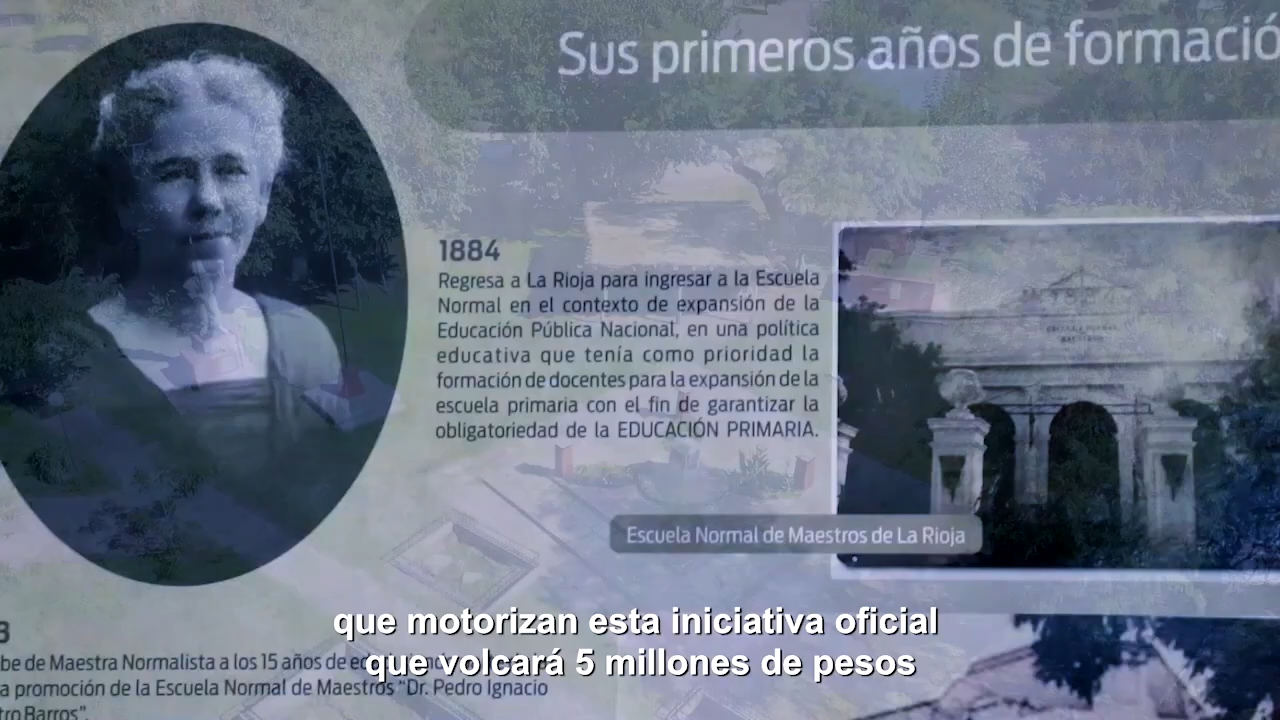 Sus primeros años de formació
1884
Regresa a La Rioja para ingresar a la Escuela
Normal en el contexto de expansión de la
Educación Pública Nacional, en una política
educativa que tenía como prioridad la
formación de docentes para la expansión de la
escuela primaria con el fin de garantizar la
obligatoriedad de la EDUCACIÓN PRIMARIA.
Escuela Normal de Maestros de La Rioja
que motorizan esta iniciativa oficial
que volcará 5 millones de pesos
3
be de Maestra Normalista a los 15 años de
a promoción de la Escuela Normal de Maestros "Dr. Pedro Ignacio
tro Barros".